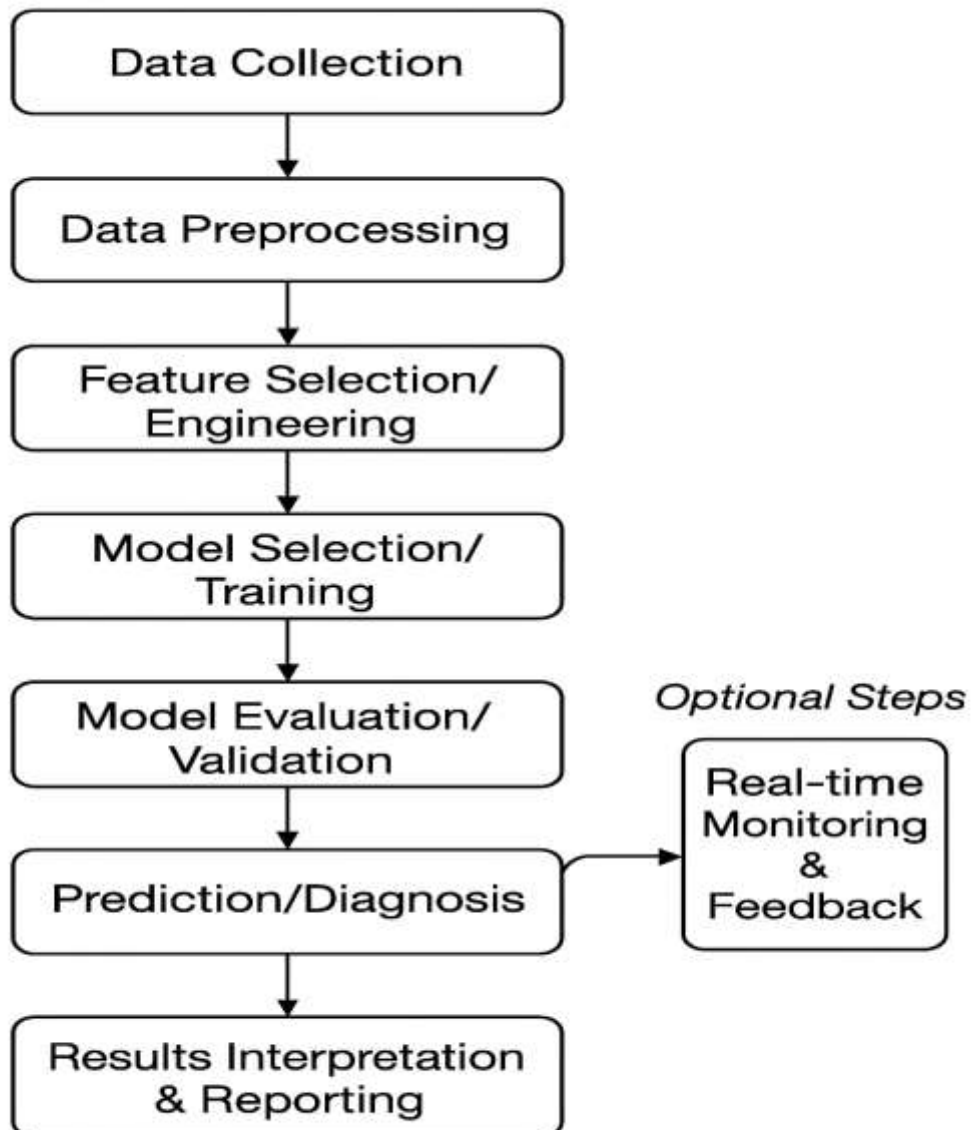 Data Collection
Data Preprocessing
Feature Selection/
Engineering
Model Selection/
Training
Model Evaluation/
Validation
Optional Steps
Real-time
Monitoring
&
Feedback
Prediction/Diagnosis
Results Interpretation
& Reporting